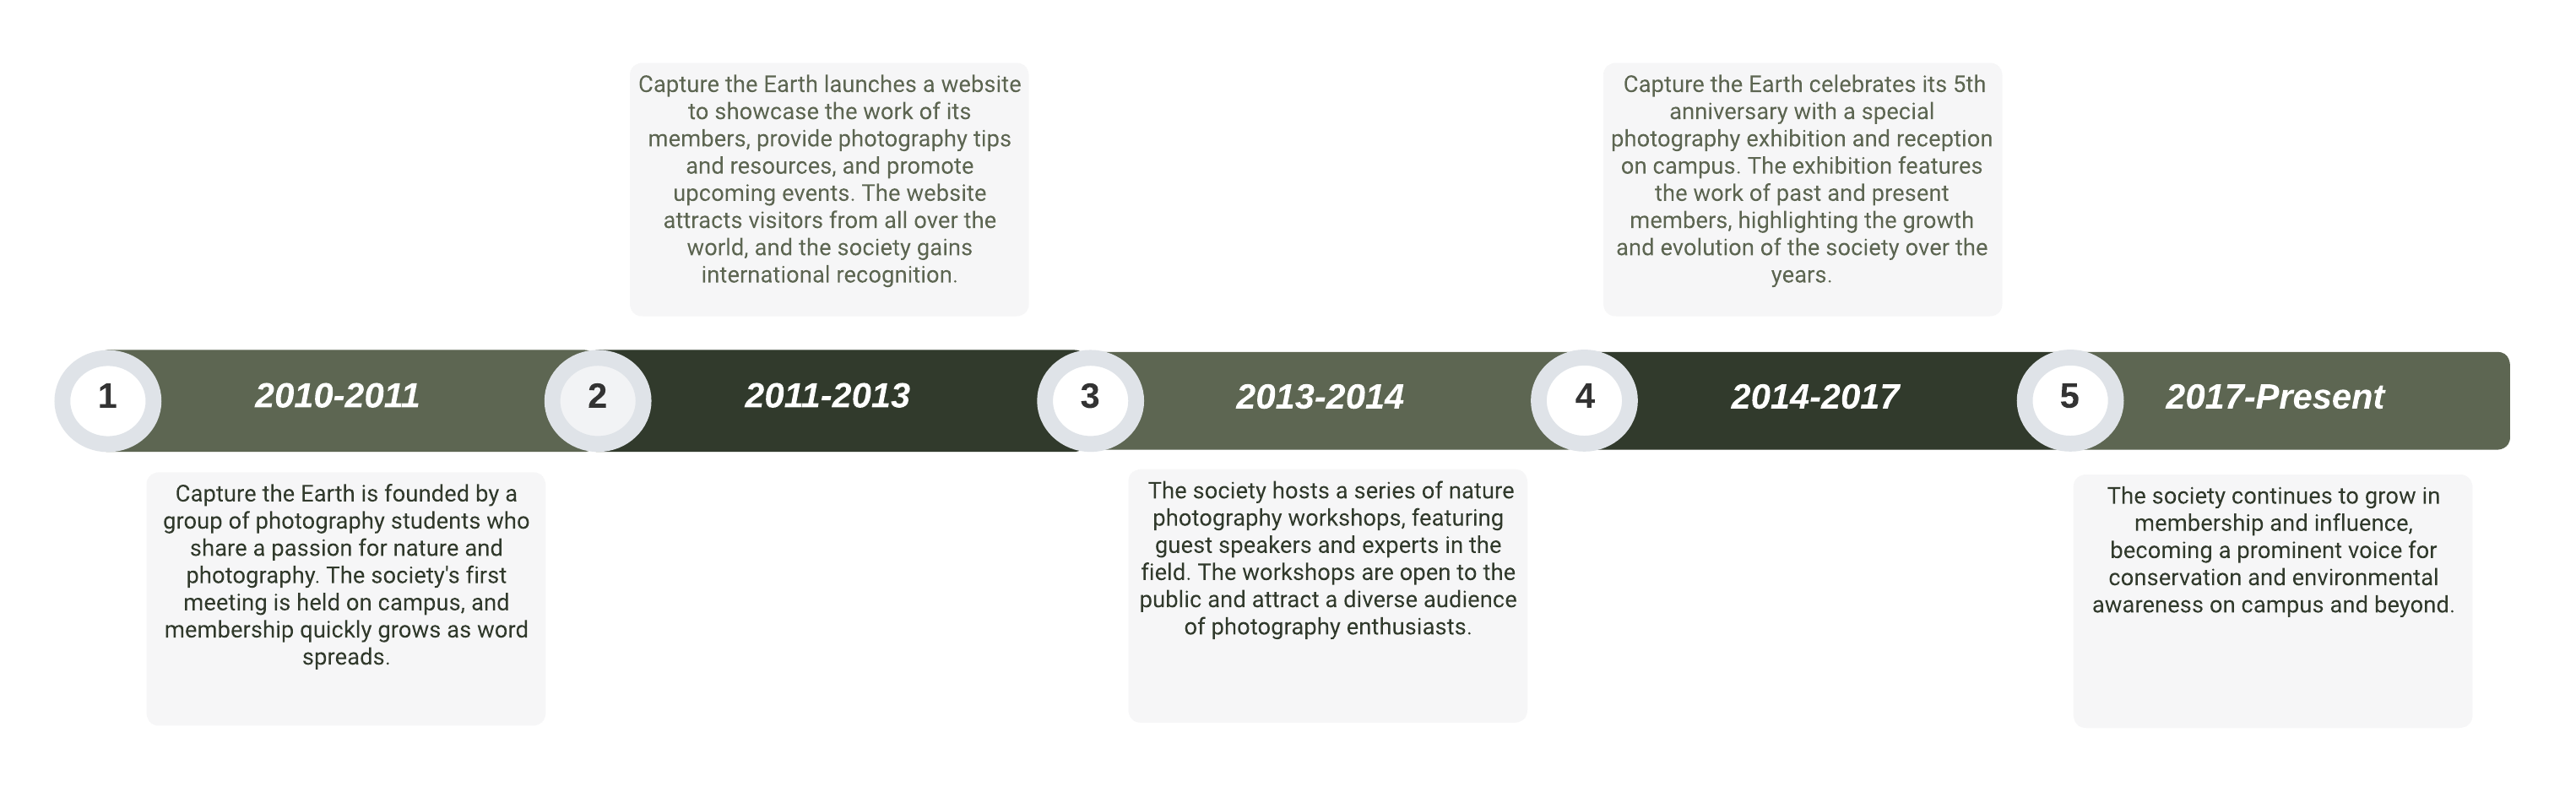 Capture the Earth launches a website
to showcase the work of its
members, provide photography tips
and resources, and promote
upcoming events. The website
attracts visitors from all over the
world, and the society gains
international recognition.
Capture the Earth celebrates its 5th
anniversary with a special
photography exhibition and reception
on campus. The exhibition features
the work of past and present
members, highlighting the growth
and evolution of the society over the
years.
1
2010-2011
2
2011-2013
3
2013-2014
4
2014-2017
5
2017-Present
Capture the Earth is founded by a
group of photography students who
share a passion for nature and
photography. The society's first
meeting is held on campus, and
membership quickly grows as word
spreads.
The society hosts a series of nature
photography workshops, featuring
guest speakers and experts in the
field. The workshops are open to the
public and attract a diverse audience
of photography enthusiasts.
The society continues to grow in
membership and influence,
becoming a prominent voice for
conservation and environmental
awareness on campus and beyond.